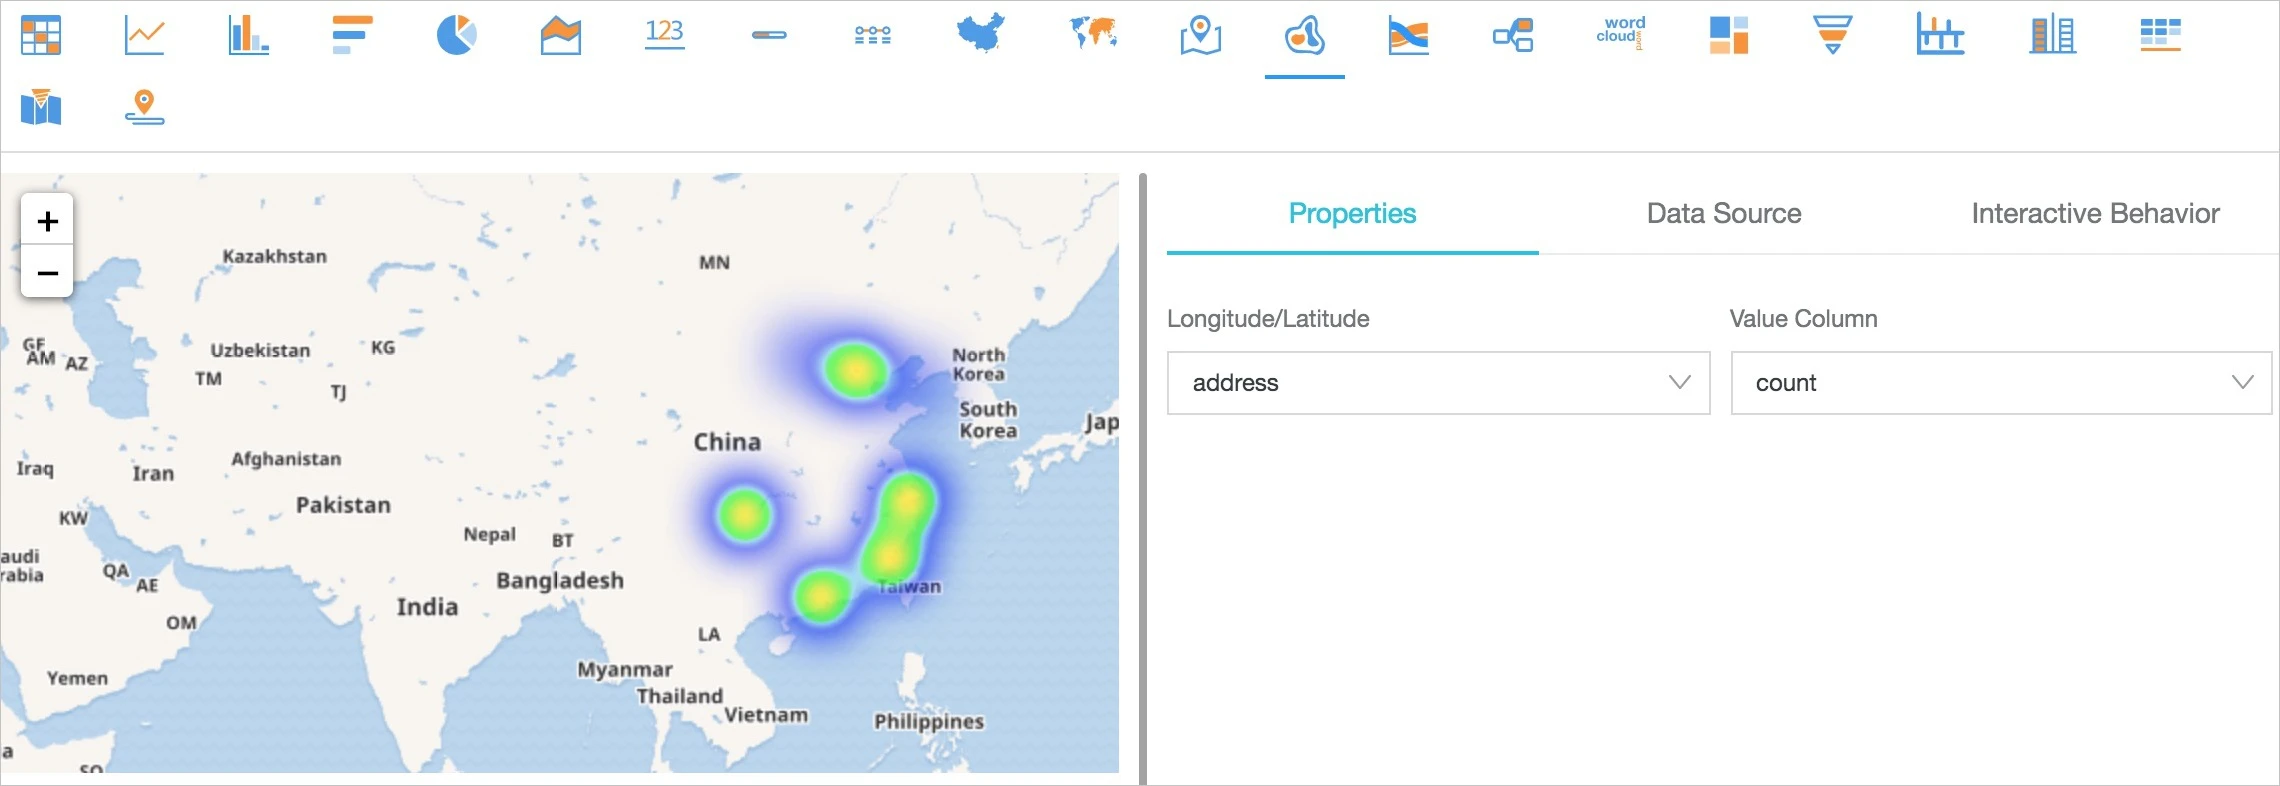 123
word
cloud
word
Properties
Data Source
Interactive Behavior
Longitude/Latitude
Value Column
address
count
+
−
Kazakhstan
MN
GE
AM
AZ
Uzbekistan
KG
TM
TJ
North
Korea
South
Korea
Jap
China
Iraq
Iran
Afghanistan
Pakistan
KW
Nepal
BT
audi
rabia
QA
AE
Bangladesh
Taiwan
India
OM
LA
Yemen
Myanmar
Thailand
Vietnam
Philippines
a
SO